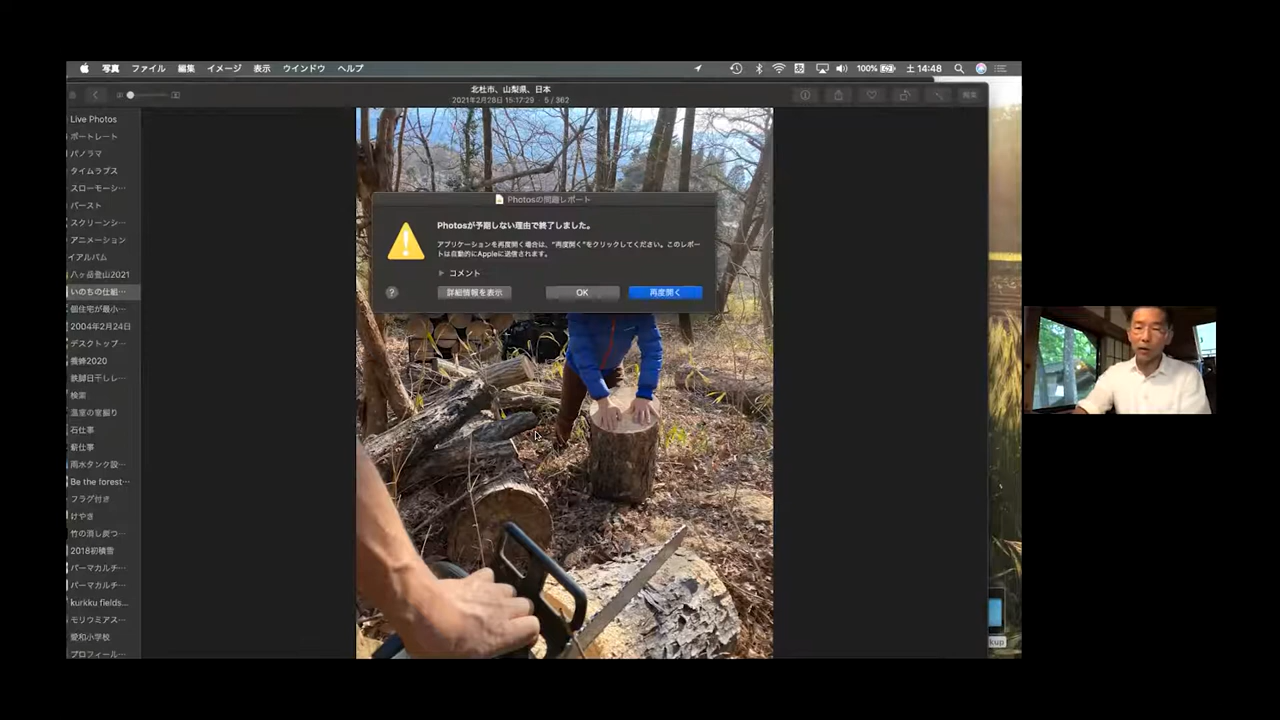 写真 ファイル 編集 イメージ 表示 ウインドウ ヘルプ
100% 土 14:48
北杜市、山梨県、日本
2021年2月28日 15:17:29 - 5 / 362
編集
Live Photos
ポートレート
パノラマ
タイムラプス
スローモーシ…
バースト
スクリーンシ…
アニメーション
イアルバム
八ヶ岳登山2021
いのちの仕組…
個住宅が最小…
2004年2月24日
デスクトップ…
養蜂2020
鉄脚日干しレ…
検索
温室の窓掘り
石仕事
薪仕事
雨水タンク設…
Be the forest…
フラグ付き
けやき
竹の消し炭つ…
2018初積雪
パーマカルチ…
パーマカルチ…
kurkku fields…
モリウミアス…
愛和小学校
プロフィール…
Photosの問題レポート
Photosが予期しない理由で終了しました。
アプリケーションを再度開く場合は、"再度開く"をクリックしてください。このレポー
トは自動的にAppleに送信されます。
コメント
? 詳細情報を表示 OK 再度開く
kup